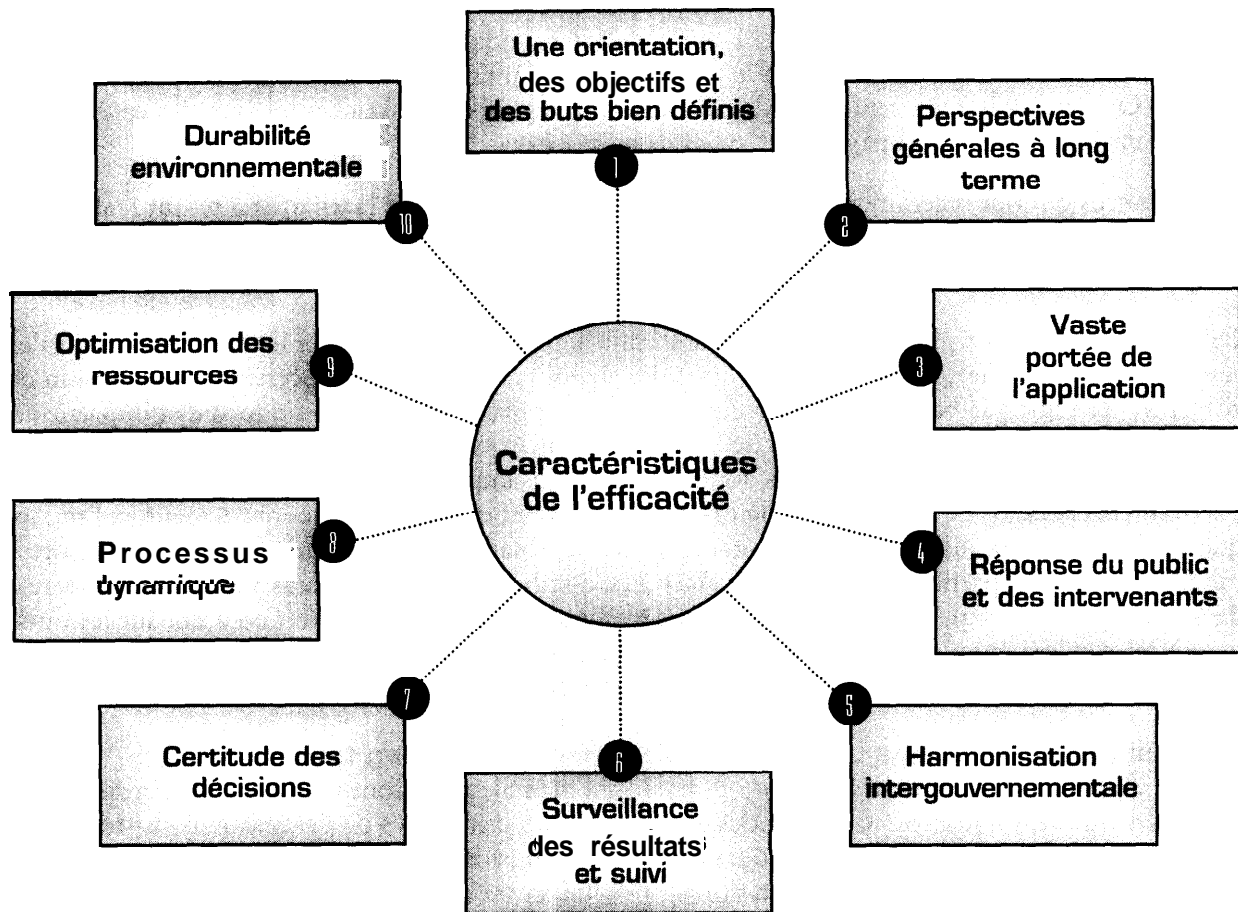 Une orientation,
des objectifs et
des buts bien définis
1
Perspectives
générales à long
terme
2
Vaste
portée de
l'application
3
Réponse du public
et des intervenants
4
Harmonisation
intergouvernementale
5
Surveillance
des résultats
et suivi
6
Certitude des
décisions
7
Processus
dynamique
8
Optimisation des
ressources
9
Durabilité
environnementale
10
Caractéristiques
de l'efficacité